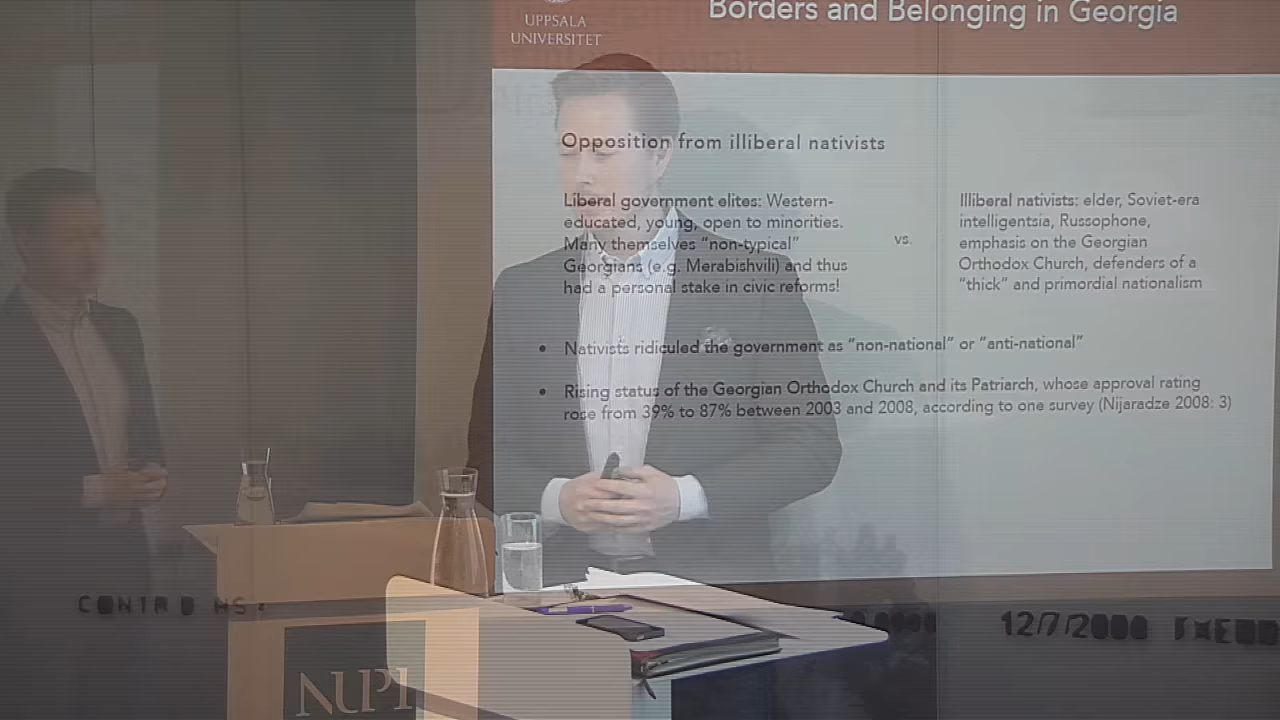 UPPSALA
UNIVERSITET
Borders and Belonging in Georgia
Opposition from illiberal nativists
Liberal government elites: Western-
educated, young, open to minorities.
Many themselves “non-typical”
Georgians (e.g. Merabishvili) and thus
had a personal stake in civic reforms!
vs.
Illiberal nativists: elder, Soviet-era
intelligentsia, Russophone,
emphasis on the Georgian
Orthodox Church, defenders of a
“thick” and primordial nationalism
• Nativists ridiculed the government as “non-national” or “anti-national”
• Rising status of the Georgian Orthodox Church and its Patriarch, whose approval rating
rose from 39% to 87% between 2003 and 2008, according to one survey (Nijaradze 2008: 3)
12/7/2000
NUPI